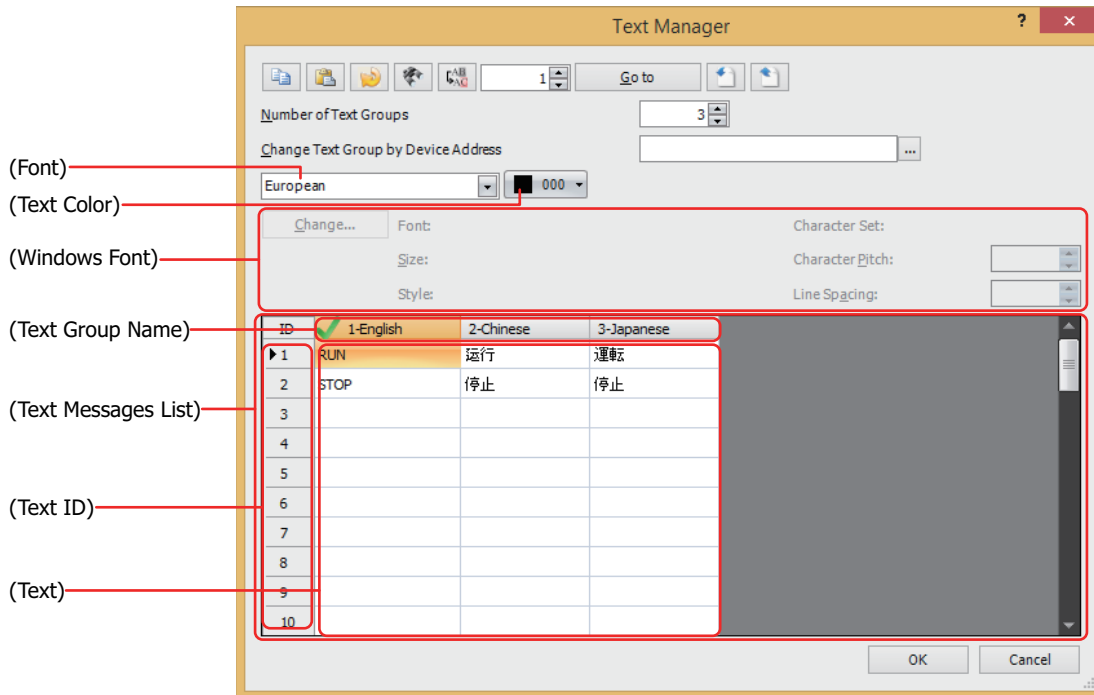 Text Manager ?
AB
AC
1 Go to
Number of Text Groups 3
Change Text Group by Device Address ...
(Font)
European 000
(Text Color)
Change... Font: Character Set:
(Windows Font)
Size: Character Pitch:
Style: Line Spacing:
(Text Group Name)
ID 1-English 2-Chinese 3-Japanese
1 RUN 运行 運転
2 STOP 停止 停止
(Text Messages List)
3
4
5
(Text ID)
6
7
8
(Text)
9
10
OK Cancel